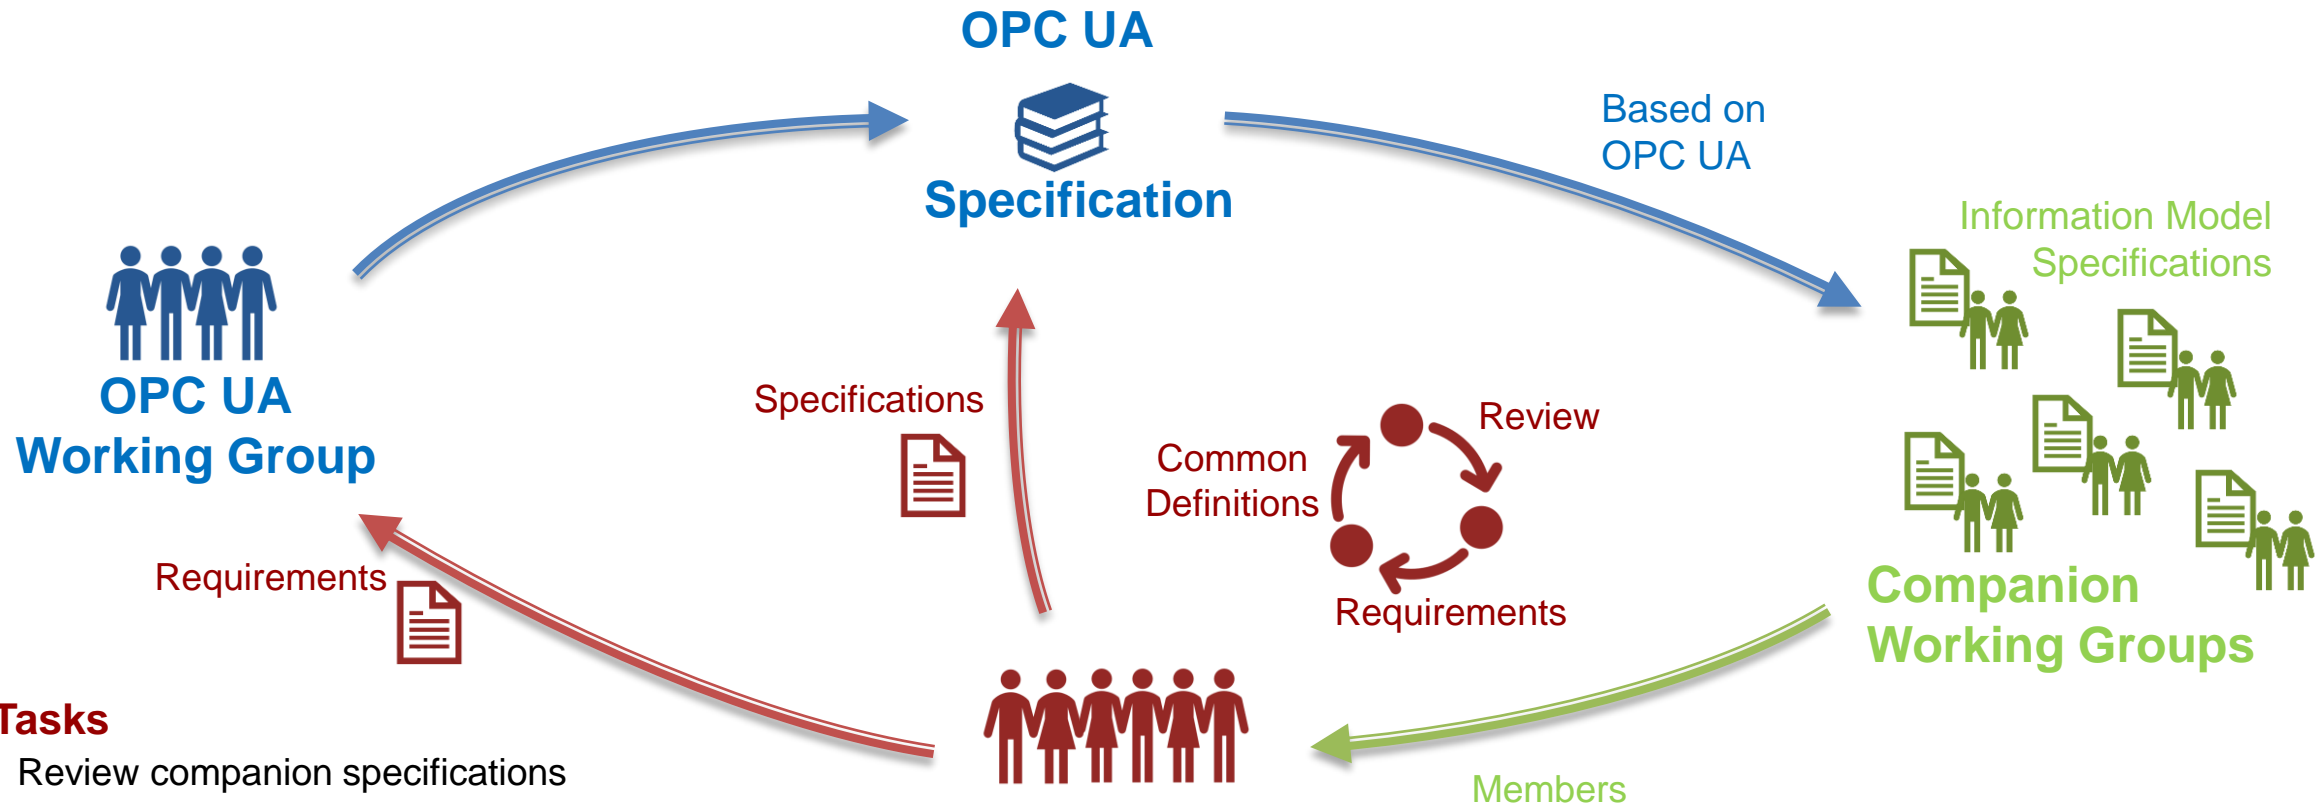 OPC UA
Specification
Based on
OPC UA
Information Model
Specifications
OPC UA
Working Group
Specifications
Common
Definitions
Review
Requirements
Requirements
Companion
Working Groups
Members
Tasks
Review companion specifications